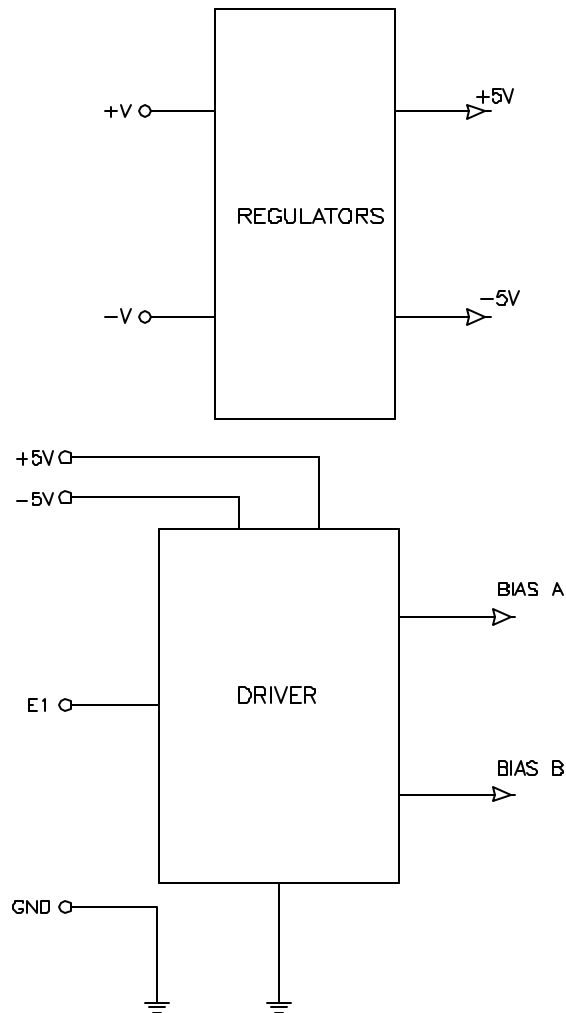 +5V
+V
REGULATORS
-5V
-V
+5V
-5V
BIAS A
DRIVER
E1
BIAS B
GND